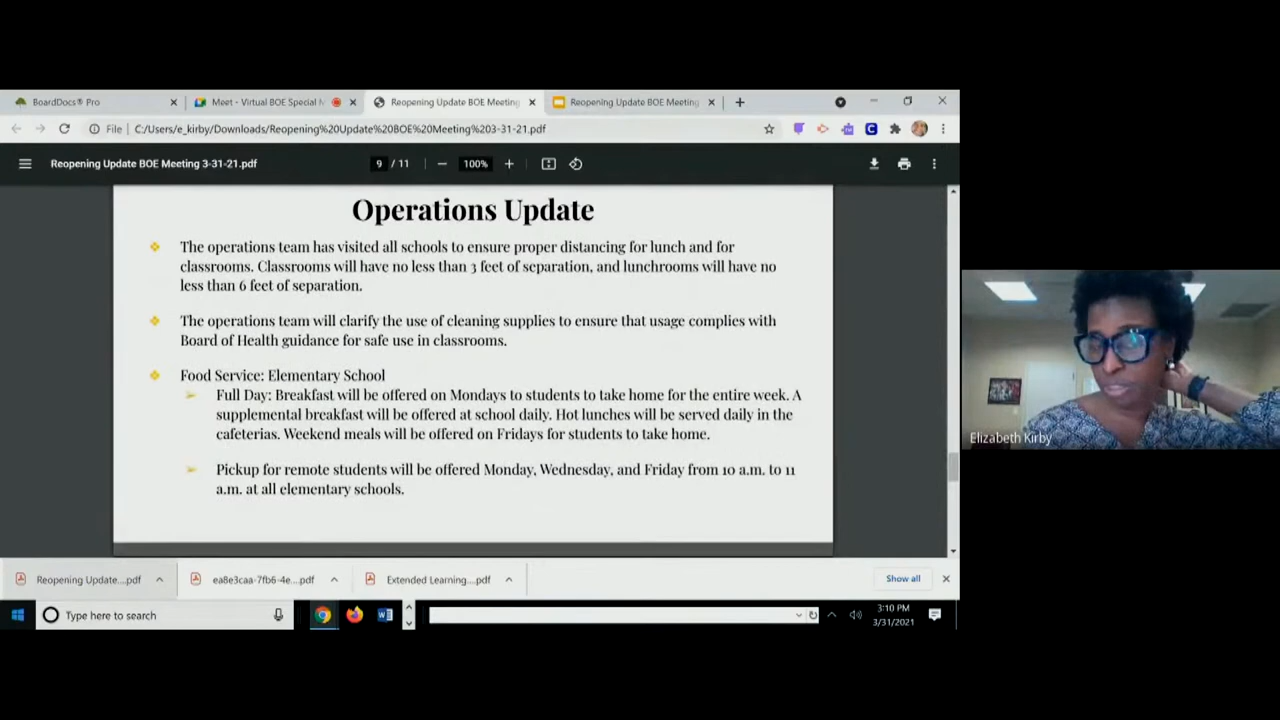 BoardDocs® Pro
Meet - Virtual BOE Special M
Reopening Update BOE Meeting
Reopening Update BOE Meeting
File
C:/Users/e_kirby/Downloads/Reopening%20Update%20BOE%20Meeting%203-31-21.pdf
Reopening Update BOE Meeting 3-31-21.pdf
9 / 11
100%
Operations Update
The operations team has visited all schools to ensure proper distancing for lunch and for
classrooms. Classrooms will have no less than 3 feet of separation, and lunchrooms will have no
less than 6 feet of separation.
The operations team will clarify the use of cleaning supplies to ensure that usage complies with
Board of Health guidance for safe use in classrooms.
Food Service: Elementary School
Full Day: Breakfast will be offered on Mondays to students to take home for the entire week. A
supplemental breakfast will be offered at school daily. Hot lunches will be served daily in the
cafeterias. Weekend meals will be offered on Fridays for students to take home.
Pickup for remote students will be offered Monday, Wednesday, and Friday from 10 a.m. to 11
a.m. at all elementary schools.
Elizabeth Kirby
Reopening Update....pdf
ea8e3caa-7fb6-4e....pdf
Extended Learning....pdf
Show all
Type here to search
3:10 PM
3/31/2021